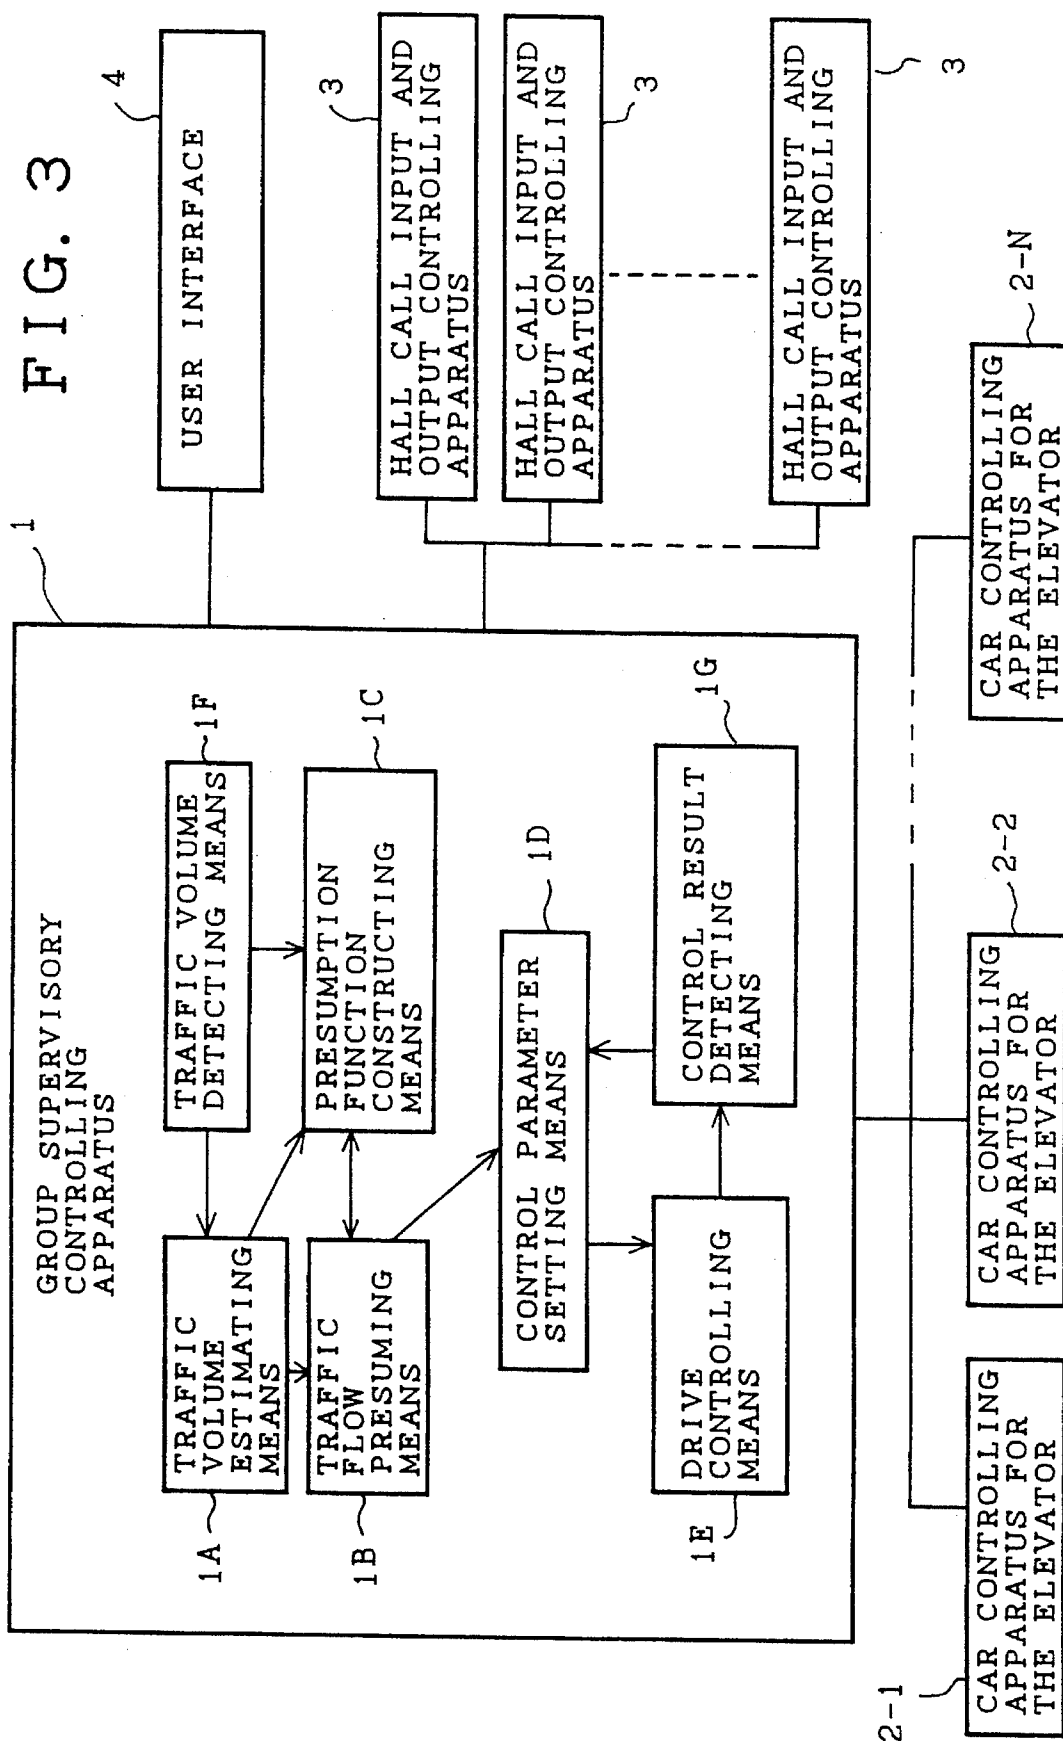 FIG. 3
1
GROUP SUPERVISORY
CONTROLLING
APPARATUS
1A
TRAFFIC
VOLUME
ESTIMATING
MEANS
TRAFFIC VOLUME
DETECTING MEANS
1F
1B
TRAFFIC
FLOW
PRESUMING
MEANS
PRESUMPTION
FUNCTION
CONSTRUCTING
MEANS
1C
CONTROL PARAMETER
SETTING MEANS
1D
1E
DRIVE
CONTROLLING
MEANS
CONTROL RESULT
DETECTING
MEANS
1G
USER INTERFACE
4
HALL CALL INPUT AND
OUTPUT CONTROLLING
APPARATUS
3
HALL CALL INPUT AND
OUTPUT CONTROLLING
APPARATUS
3
HALL CALL INPUT AND
OUTPUT CONTROLLING
APPARATUS
3
2-1
CAR CONTROLLING
APPARATUS FOR
THE ELEVATOR
2-2
CAR CONTROLLING
APPARATUS FOR
THE ELEVATOR
2-N
CAR CONTROLLING
APPARATUS FOR
THE ELEVATOR